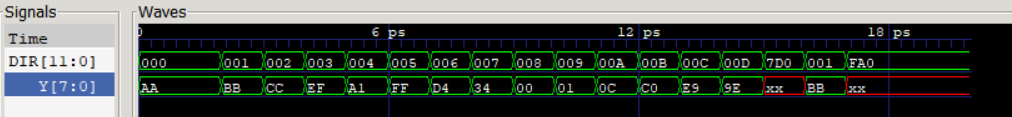 Signals Waves
Time 0 6 ps 12 ps 18 ps
DIR[11:0] 000 001 002 003 004 005 006 007 008 009 00A 00B 00C 00D 7D0 001 FA0
Y[7:0] AA BB CC EF A1 FF D4 34 00 01 0C C0 E9 9E xx BB xx